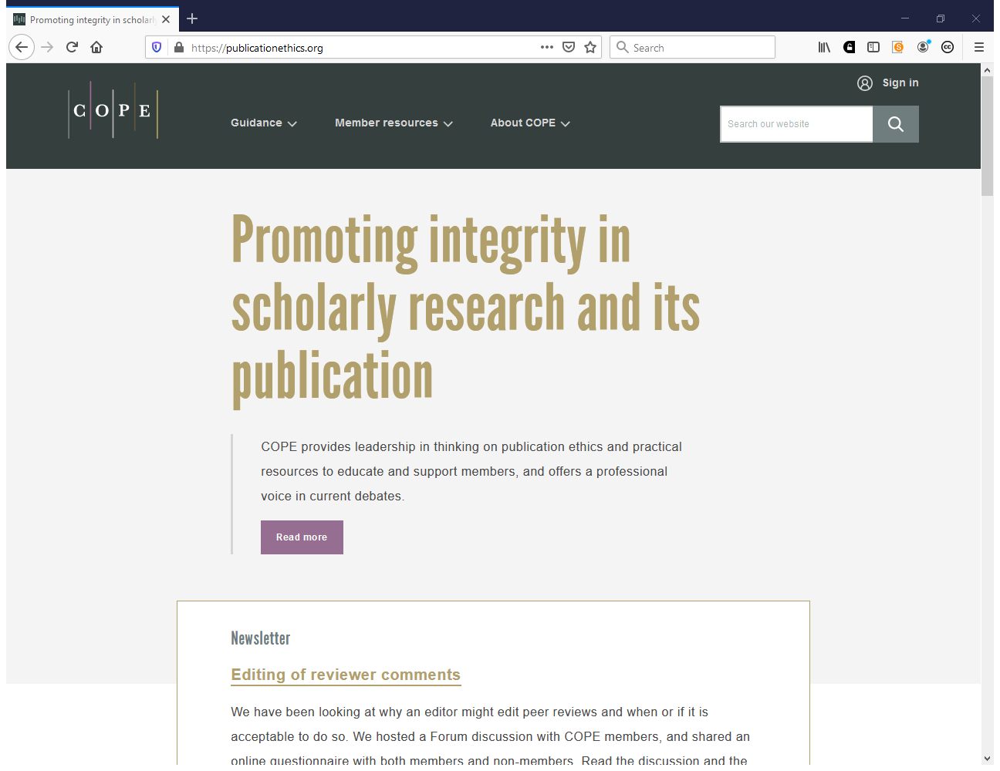 Promoting integrity in scholarly
https://publicationethics.org
Search
COPE
Guidance
Member resources
About COPE
Sign in
Search our website
Promoting integrity in
scholarly research and its
publication
COPE provides leadership in thinking on publication ethics and practical
resources to educate and support members, and offers a professional
voice in current debates.
Read more
Newsletter
Editing of reviewer comments
We have been looking at why an editor might edit peer reviews and when or if it is
acceptable to do so. We hosted a Forum discussion with COPE members, and shared an
online questionnaire with both members and non-members. Read the discussion and the